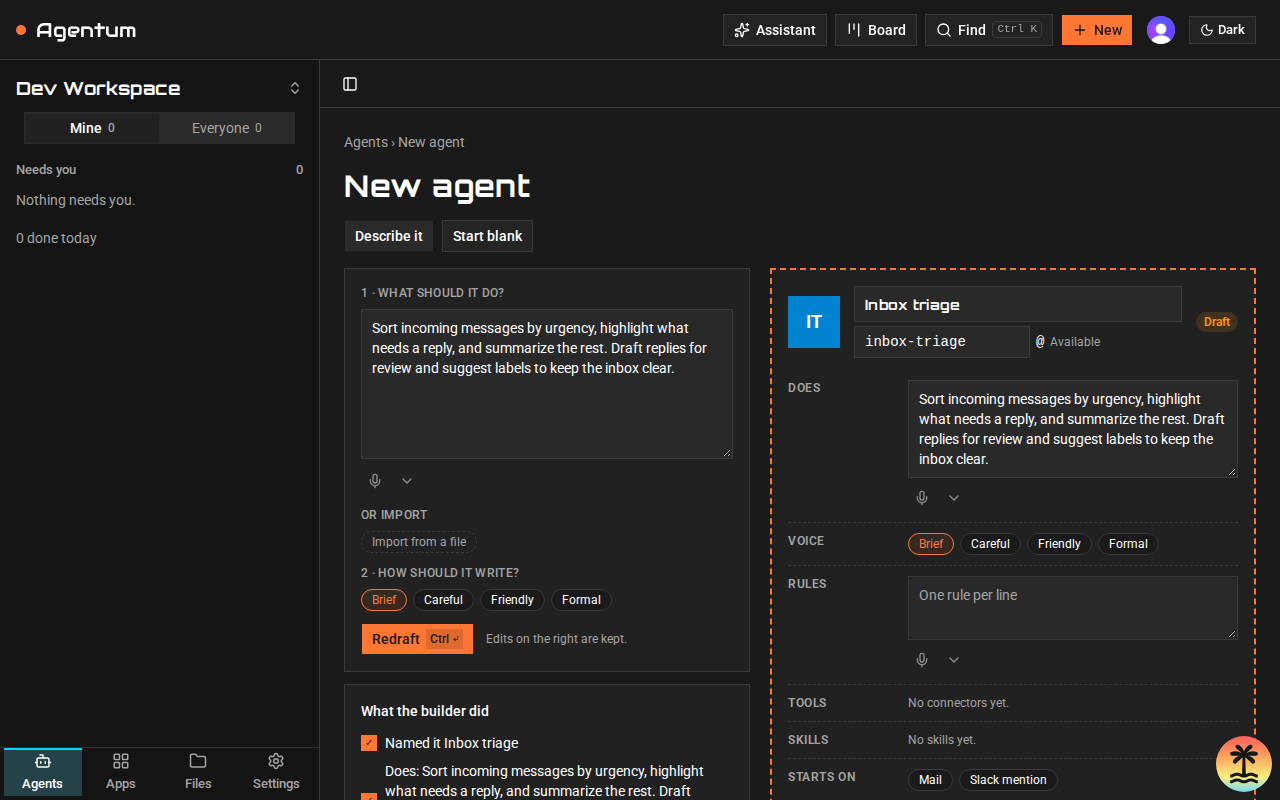 Agentum
Assistant
Board
Find Ctrl K
New
Dark
Dev Workspace
Mine 0
Everyone 0
Needs you 0
Nothing needs you.
0 done today
Agents
Apps
Files
Settings
Agents › New agent
New agent
Describe it
Start blank
1 · WHAT SHOULD IT DO?
Sort incoming messages by urgency, highlight what
needs a reply, and summarize the rest. Draft replies for
review and suggest labels to keep the inbox clear.
OR IMPORT
Import from a file
2 · HOW SHOULD IT WRITE?
Brief Careful Friendly Formal
Redraft Ctrl ↵ Edits on the right are kept.
What the builder did
Named it Inbox triage
Does: Sort incoming messages by urgency, highlight
what needs a reply, and summarize the rest. Draft
IT
Inbox triage
inbox-triage @ Available
Draft
DOES
Sort incoming messages by urgency, highlight
what needs a reply, and summarize the rest. Draft
replies for review and suggest labels to keep the
inbox clear.
VOICE
Brief Careful Friendly Formal
RULES
One rule per line
TOOLS No connectors yet.
SKILLS No skills yet.
STARTS ON Mail Slack mention